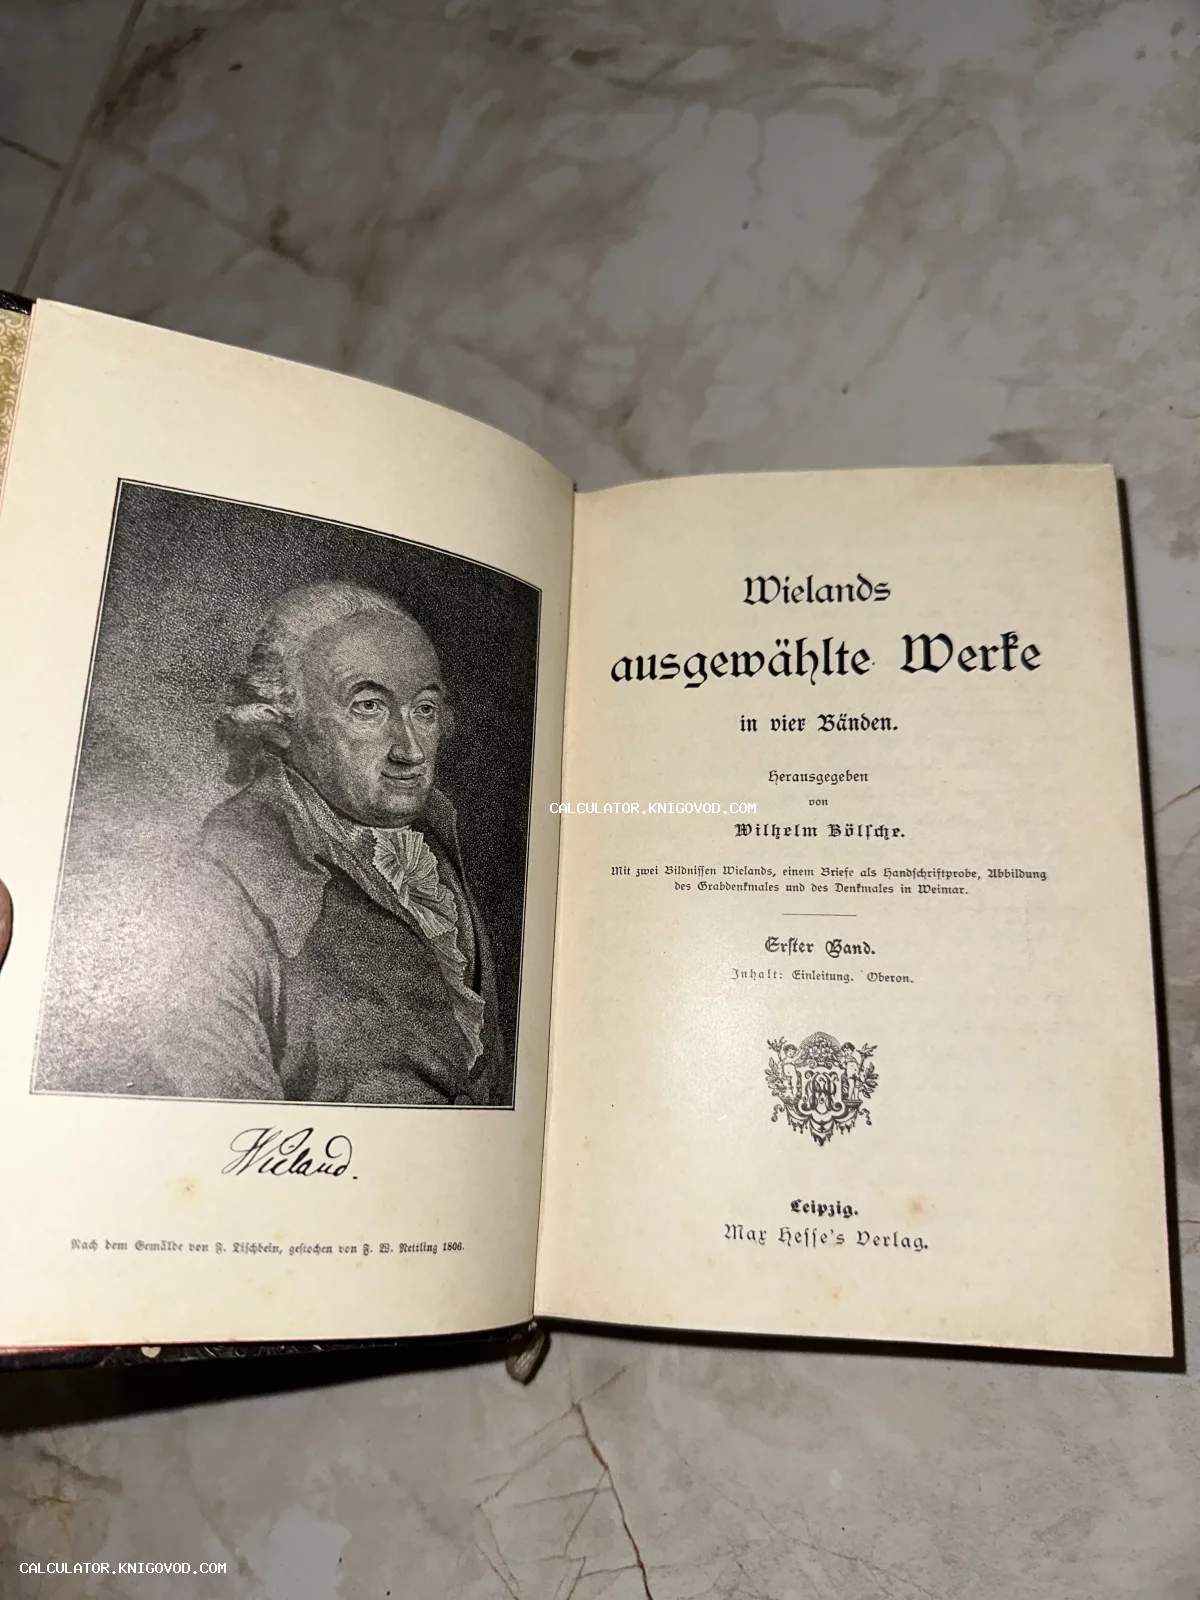 Wieland.
Nach dem Gemälde von F. Tischbein, gestochen von F. W. Nettling 1806.
Wielands
ausgewählte Werke
in vier Bänden.
Herausgegeben
von
Wilhelm Bölsche.
Mit zwei Bildnissen Wielands, einem Briefe als Handschriftprobe, Abbildung
des Grabdenkmales und des Denkmales in Weimar.
Erster Band.
Inhalt: Einleitung. Oberon.
Leipzig.
Max Hesse's Verlag.
CALCULATOR.KNIGOVOD.COM
CALCULATOR.KNIGOVOD.COM